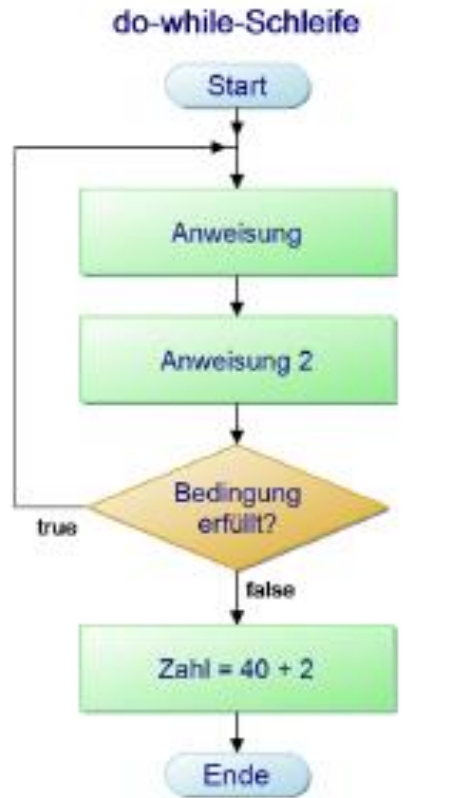 do-while-Schleife
Start
Anweisung
Anweisung 2
Bedingung
erfüllt?
true
false
Zahl = 40 + 2
Ende